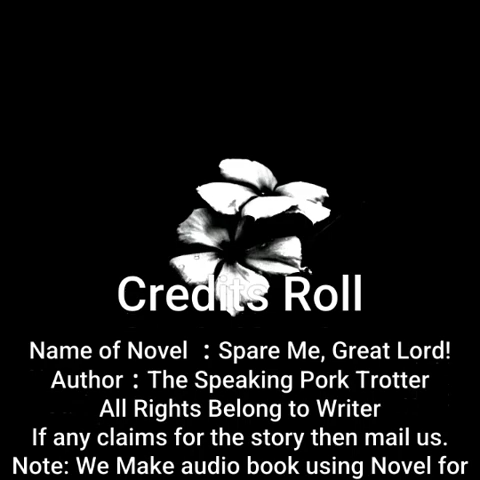 Credits Roll
Name of Novel : Spare Me, Great Lord!
Author : The Speaking Pork Trotter
All Rights Belong to Writer
If any claims for the story then mail us.
Note: We Make audio book using Novel for